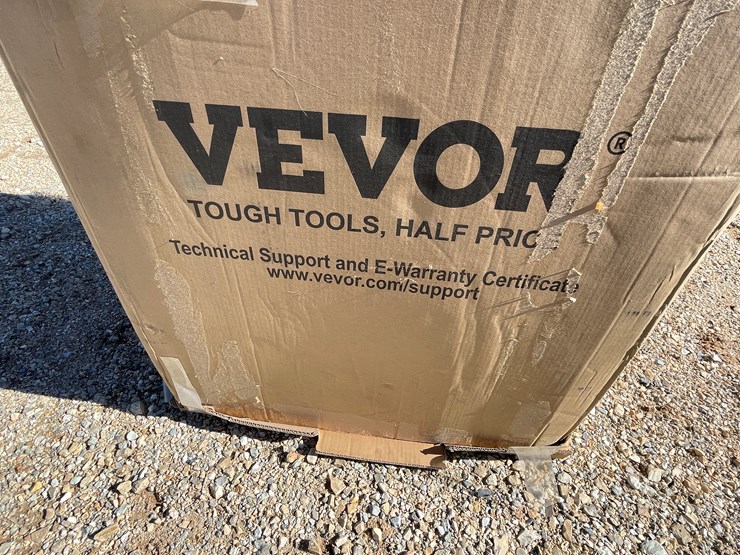 VEVOR®
TOUGH TOOLS, HALF PRIC
Technical Support and E-Warranty Certificate
www.vevor.com/support